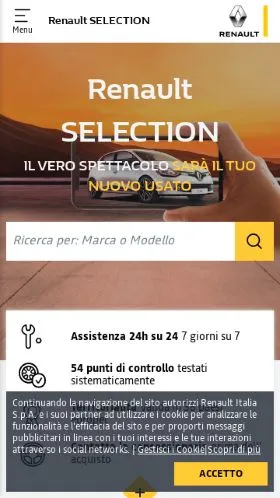 Menu
Renault SELECTION
RENAULT
Renault
SELECTION
IL VERO SPETTACOLO SARÀ IL TUO
NUOVO USATO
Ricerca per: Marca o Modello
Assistenza 24h su 24 7 giorni su 7
54 punti di controllo testati
sistematicamente
Continuando la navigazione del sito autorizzi Renault Italia
S.p.A. e i suoi partner ad utilizzare i cookie per analizzare le
funzionalità e l'efficacia del sito e per proporti messaggi
pubblicitari in linea con i tuoi interessi e le tue interazioni
attraverso i social networks. | Gestisci i Cookie|Scopri di più
acquisto
ACCETTO